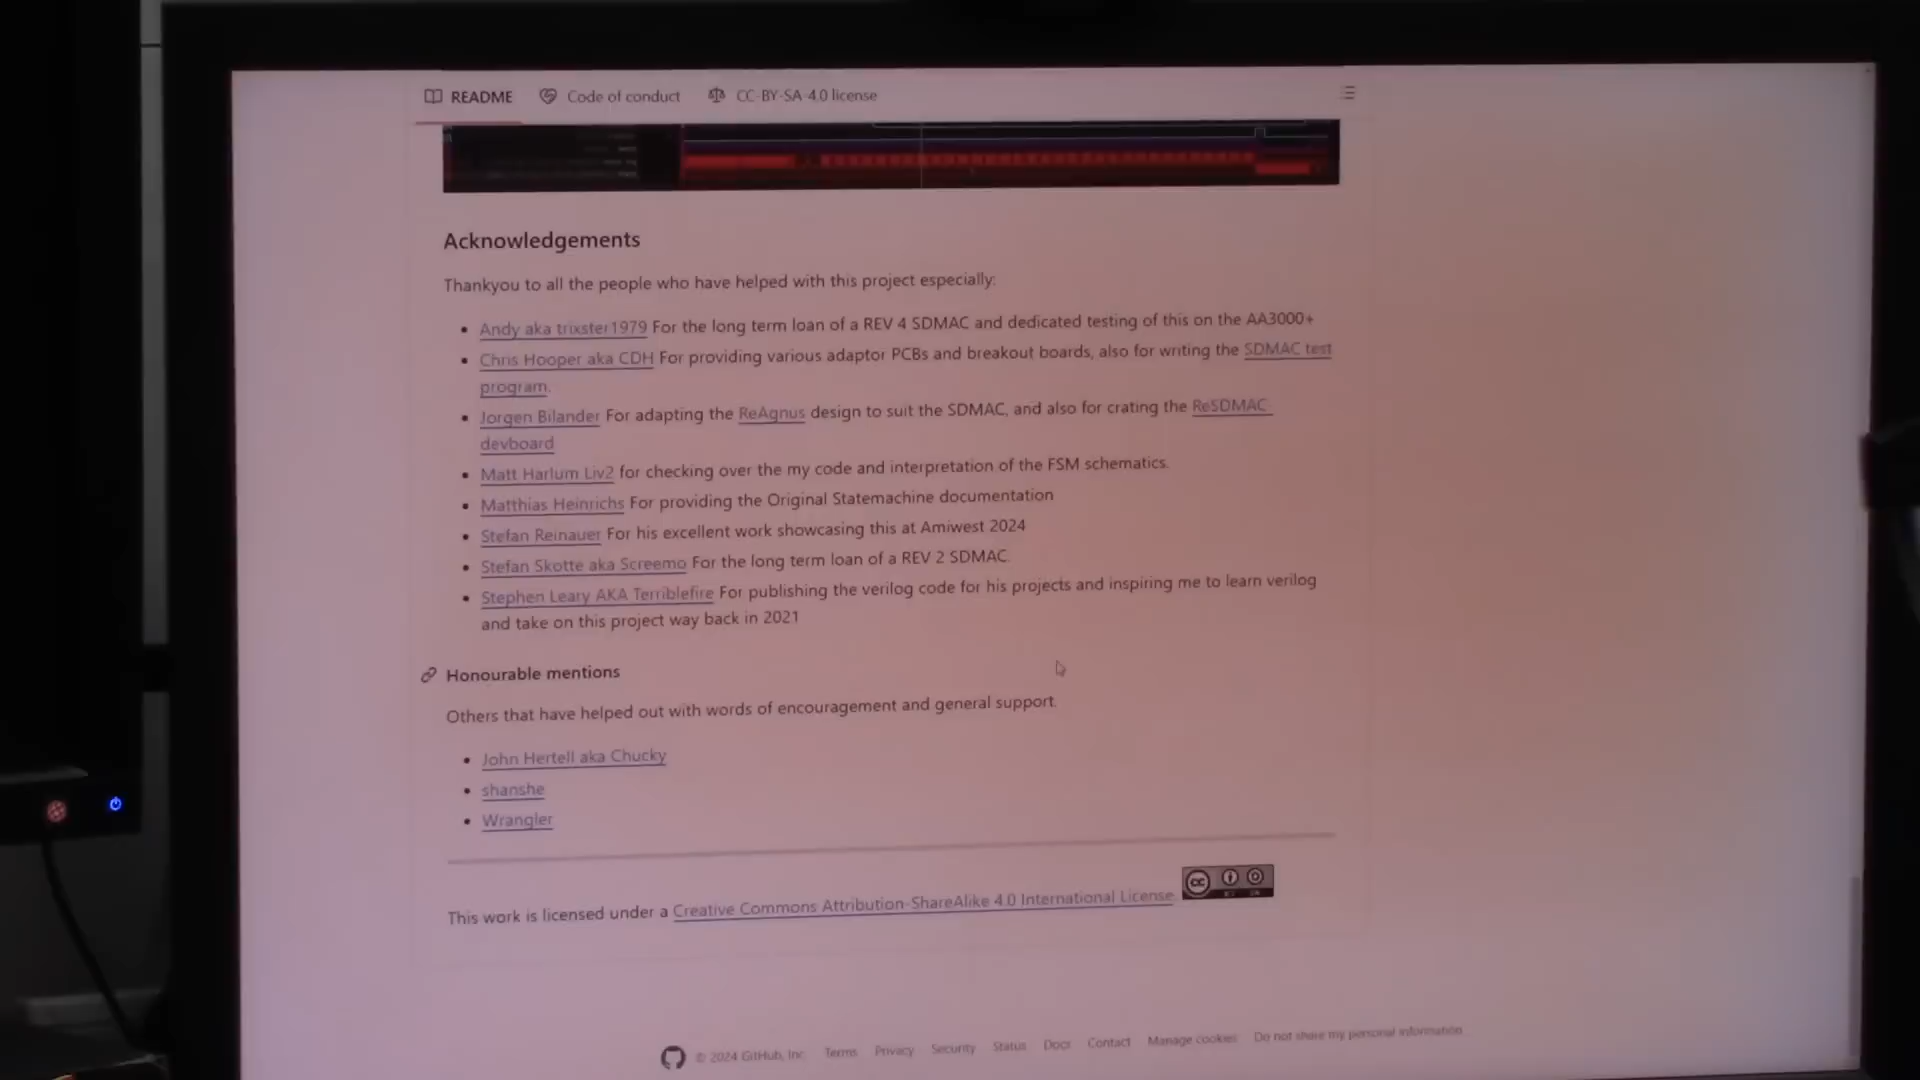 README Code of conduct CC-BY-SA-4.0 license
Acknowledgements
Thankyou to all the people who have helped with this project especially:
Andy aka trixster1979 For the long term loan of a REV 4 SDMAC and dedicated testing of this on the AA3000+
Chris Hooper aka CDH For providing various adaptor PCBs and breakout boards, also for writing the SDMAC test
program.
Jorgen Bilander For adapting the ReAgnus design to suit the SDMAC, and also for crating the ReSDMAC
devboard
Matt Harlum Liv2 for checking over the my code and interpretation of the FSM schematics.
Matthias Heinrichs For providing the Original Statemachine documentation
Stefan Reinauer For his excellent work showcasing this at Amiwest 2024
Stefan Skotte aka Screemo For the long term loan of a REV 2 SDMAC.
Stephen Leary AKA Terriblefire For publishing the verilog code for his projects and inspiring me to learn verilog
and take on this project way back in 2021
Honourable mentions
Others that have helped out with words of encouragement and general support.
John Hertell aka Chucky
shanshe
Wrangler
This work is licensed under a Creative Commons Attribution-ShareAlike 4.0 International License
© 2024 GitHub, Inc. Terms Privacy Security Status Docs Contact Manage cookies Do not share my personal information